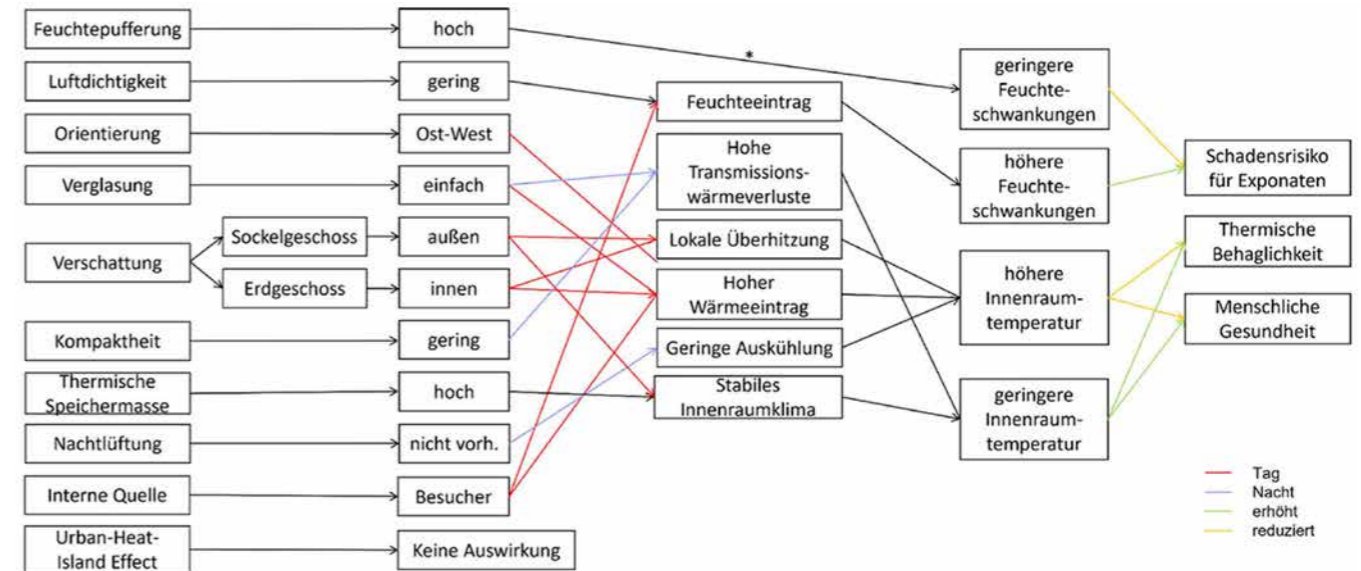 Feuchtepufferung
Luftdichtigkeit
Orientierung
Verglasung
Verschattung
Kompaktheit
Thermische
Speichermasse
Nachtlüftung
Interne Quelle
Urban-Heat-
Island Effect
Sockelgeschoss
Erdgeschoss
hoch
gering
Ost-West
einfach
außen
innen
gering
hoch
nicht vorh.
Besucher
Keine Auswirkung
*
Feuchteeintrag
Hohe
Transmissions-
wärmeverluste
Lokale Überhitzung
Hoher
Wärmeeintrag
Geringe Auskühlung
Stabiles
Innenraumklima
geringere
Feuchte-
schwankungen
höhere
Feuchte-
schwankungen
höhere
Innenraum-
temperatur
geringere
Innenraum-
temperatur
Schadensrisiko
für Exponaten
Thermische
Behaglichkeit
Menschliche
Gesundheit
Tag
Nacht
erhöht
reduziert